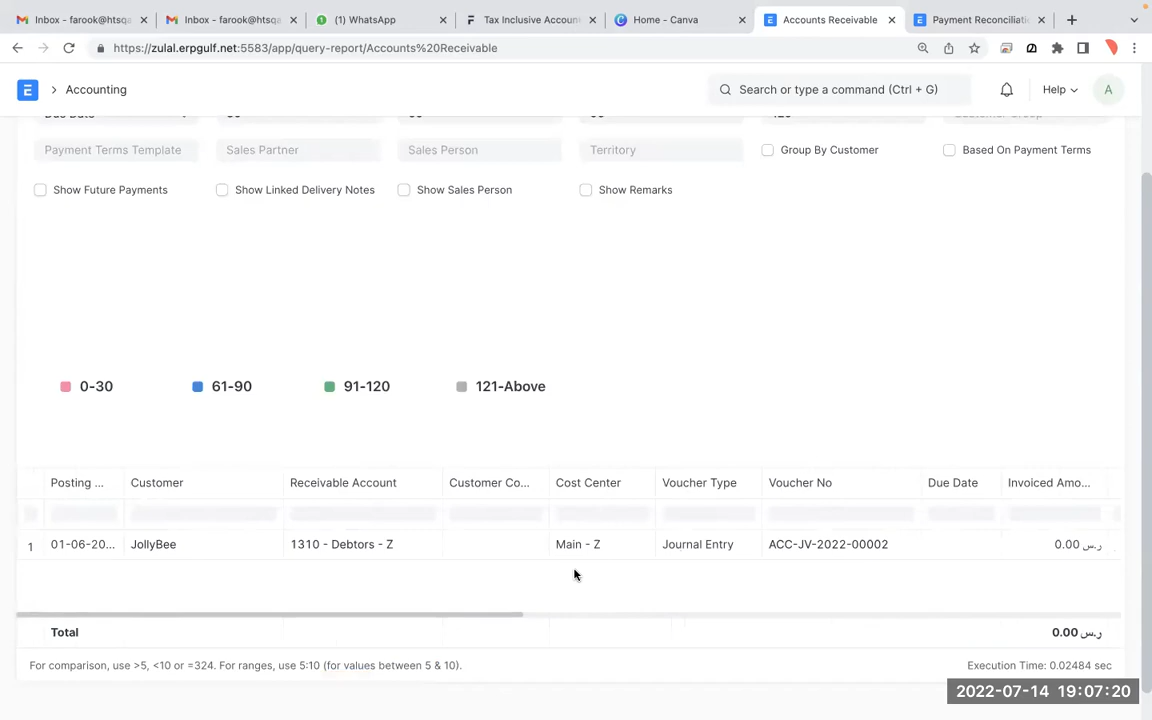 Inbox - farook@htsqa
Inbox - farook@htsqa
(1) WhatsApp
Tax Inclusive Accoun
Home - Canva
Accounts Receivable
Payment Reconciliati
https://zulal.erpgulf.net:5583/app/query-report/Accounts%20Receivable
E
Accounting
Search or type a command (Ctrl + G)
Help
A
Due Date
120
Customer Group
Payment Terms Template
Sales Partner
Sales Person
Territory
Group By Customer
Based On Payment Terms
Show Future Payments
Show Linked Delivery Notes
Show Sales Person
Show Remarks
0-30
61-90
91-120
121-Above
Posting ... Customer Receivable Account Customer Co... Cost Center Voucher Type Voucher No Due Date Invoiced Amo...
1 01-06-20... JollyBee 1310 - Debtors - Z Main - Z Journal Entry ACC-JV-2022-00002 0.00 ر.س
Total 0.00 ر.س
For comparison, use >5, <10 or =324. For ranges, use 5:10 (for values between 5 & 10).
Execution Time: 0.02484 sec
2022-07-14 19:07:20